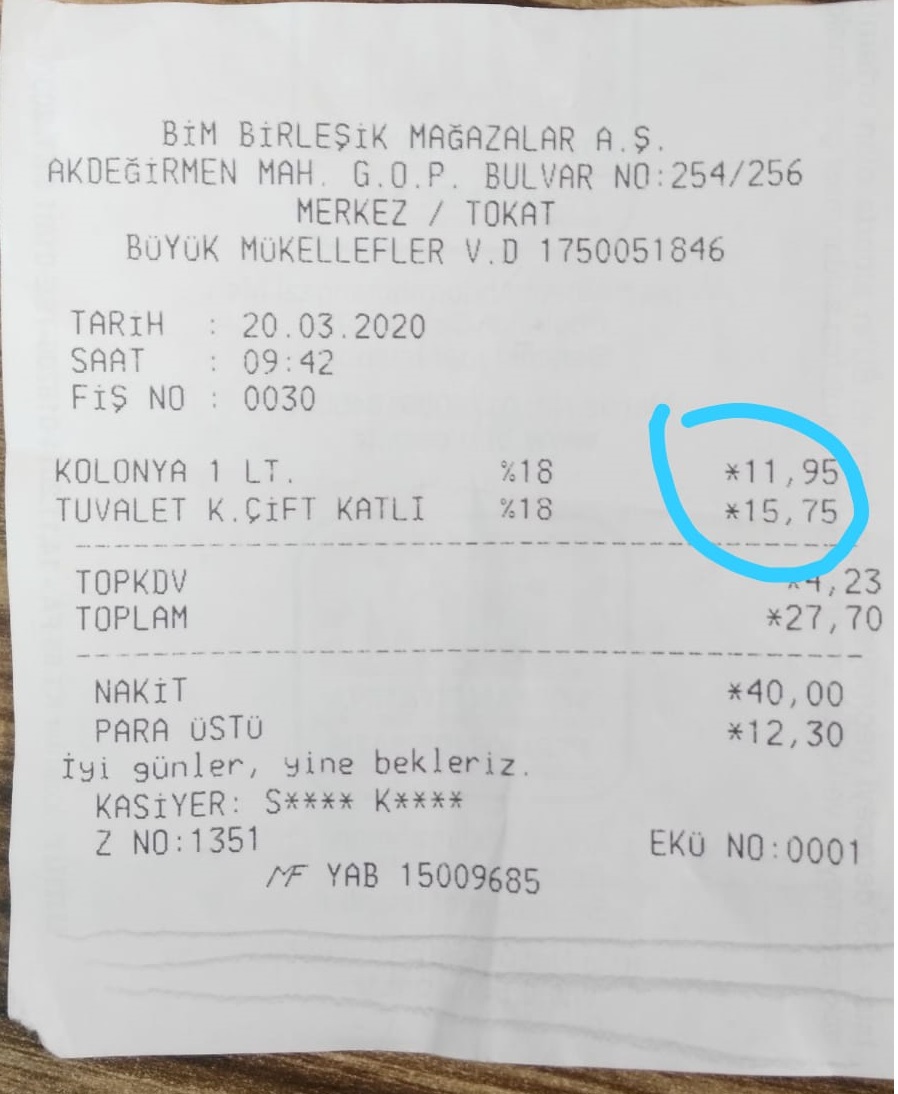 BİM BİRLEŞİK MAĞAZALAR A.Ş.
AKDEĞİRMEN MAH. G.O.P. BULVAR NO:254/256
MERKEZ / TOKAT
BÜYÜK MÜKELLEFLER V.D 1750051846
TARİH : 20.03.2020
SAAT : 09:42
FİŞ NO : 0030
KOLONYA 1 LT. %18 *11,95
TUVALET K.ÇİFT KATLI %18 *15,75
TOPKDV *4,23
TOPLAM *27,70
NAKİT *40,00
PARA ÜSTÜ *12,30
İyi günler, yine bekleriz.
KASİYER: S**** K****
Z NO:1351 EKÜ NO:0001
MF YAB 15009685